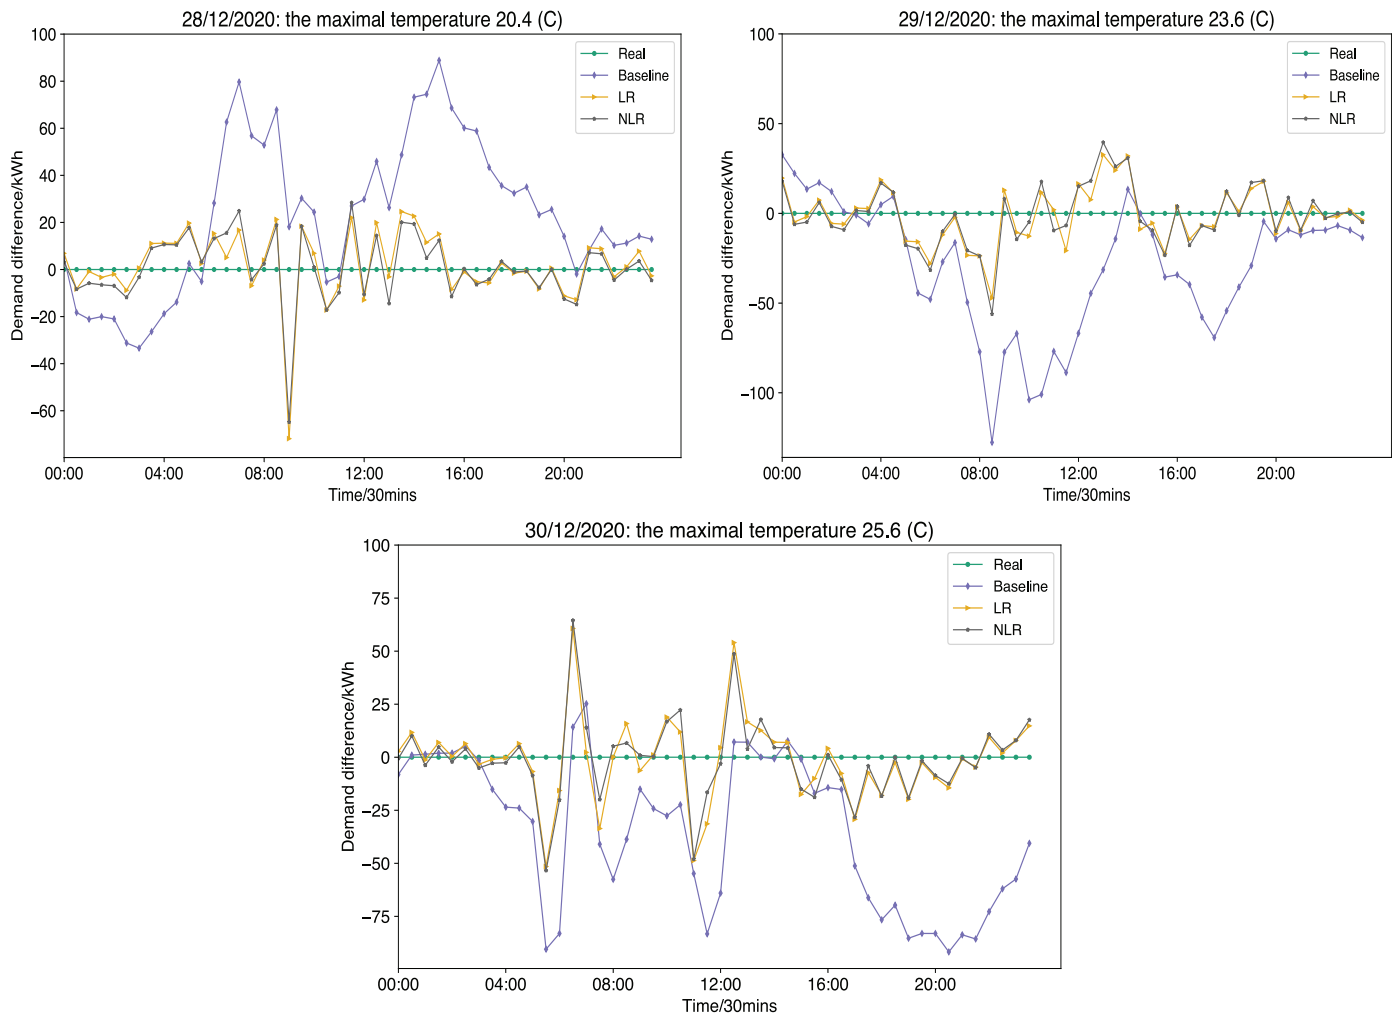 28/12/2020: the maximal temperature 20.4 (C)
Demand difference/kWh
100
80
60
40
20
0
−20
−40
−60
00:00 04:00 08:00 12:00 16:00 20:00
Time/30mins
Real
Baseline
LR
NLR
29/12/2020: the maximal temperature 23.6 (C)
Demand difference/kWh
100
50
0
−50
−100
00:00 04:00 08:00 12:00 16:00 20:00
Time/30mins
Real
Baseline
LR
NLR
30/12/2020: the maximal temperature 25.6 (C)
Demand difference/kWh
100
75
50
25
0
−25
−50
−75
00:00 04:00 08:00 12:00 16:00 20:00
Time/30mins
Real
Baseline
LR
NLR